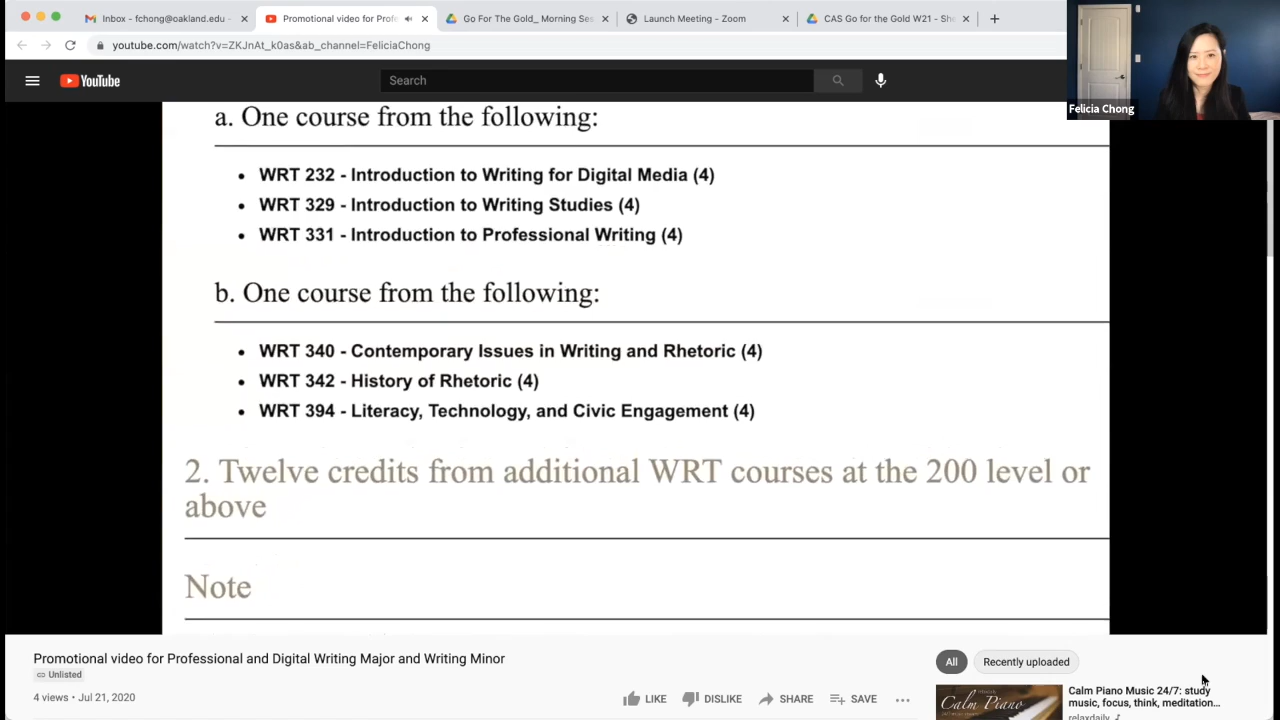 Inbox - fchong@oakland.edu -
Promotional video for Prof
Go For The Gold_ Morning Ses
Launch Meeting - Zoom
CAS Go for the Gold W21 - She
youtube.com/watch?v=ZKJnAt_k0as&ab_channel=FeliciaChong
YouTube
Search
Felicia Chong
a. One course from the following:
• WRT 232 - Introduction to Writing for Digital Media (4)
• WRT 329 - Introduction to Writing Studies (4)
• WRT 331 - Introduction to Professional Writing (4)
b. One course from the following:
• WRT 340 - Contemporary Issues in Writing and Rhetoric (4)
• WRT 342 - History of Rhetoric (4)
• WRT 394 - Literacy, Technology, and Civic Engagement (4)
2. Twelve credits from additional WRT courses at the 200 level or
above
Note
Promotional video for Professional and Digital Writing Major and Writing Minor
Unlisted
4 views • Jul 21, 2020
LIKE
DISLIKE
SHARE
SAVE
All
Recently uploaded
Calm Piano
Calm Piano Music 24/7: study
music, focus, think, meditation...
relaxdaily